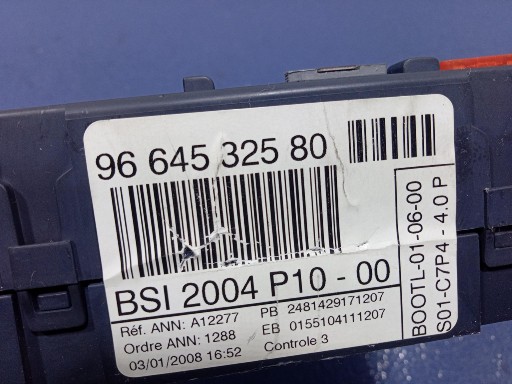 96 645 325 80
BSI 2004 P10 - 00
Réf. ANN: A12277 PB 2481429171207
Ordre ANN: 1288 EB 0155104111207
03/01/2008 16:52 Controle 3
BOOTL-01-06-00
S01-C7P4 - 4.0 P